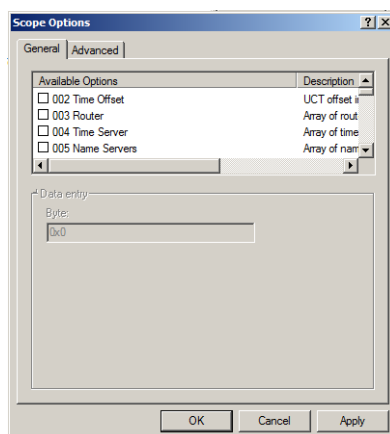 Scope Options
General Advanced
Available Options Description
002 Time Offset UCT offset i
003 Router Array of rout
004 Time Server Array of time
005 Name Servers Array of nam
Data entry
Byte:
0x0
OK Cancel Apply